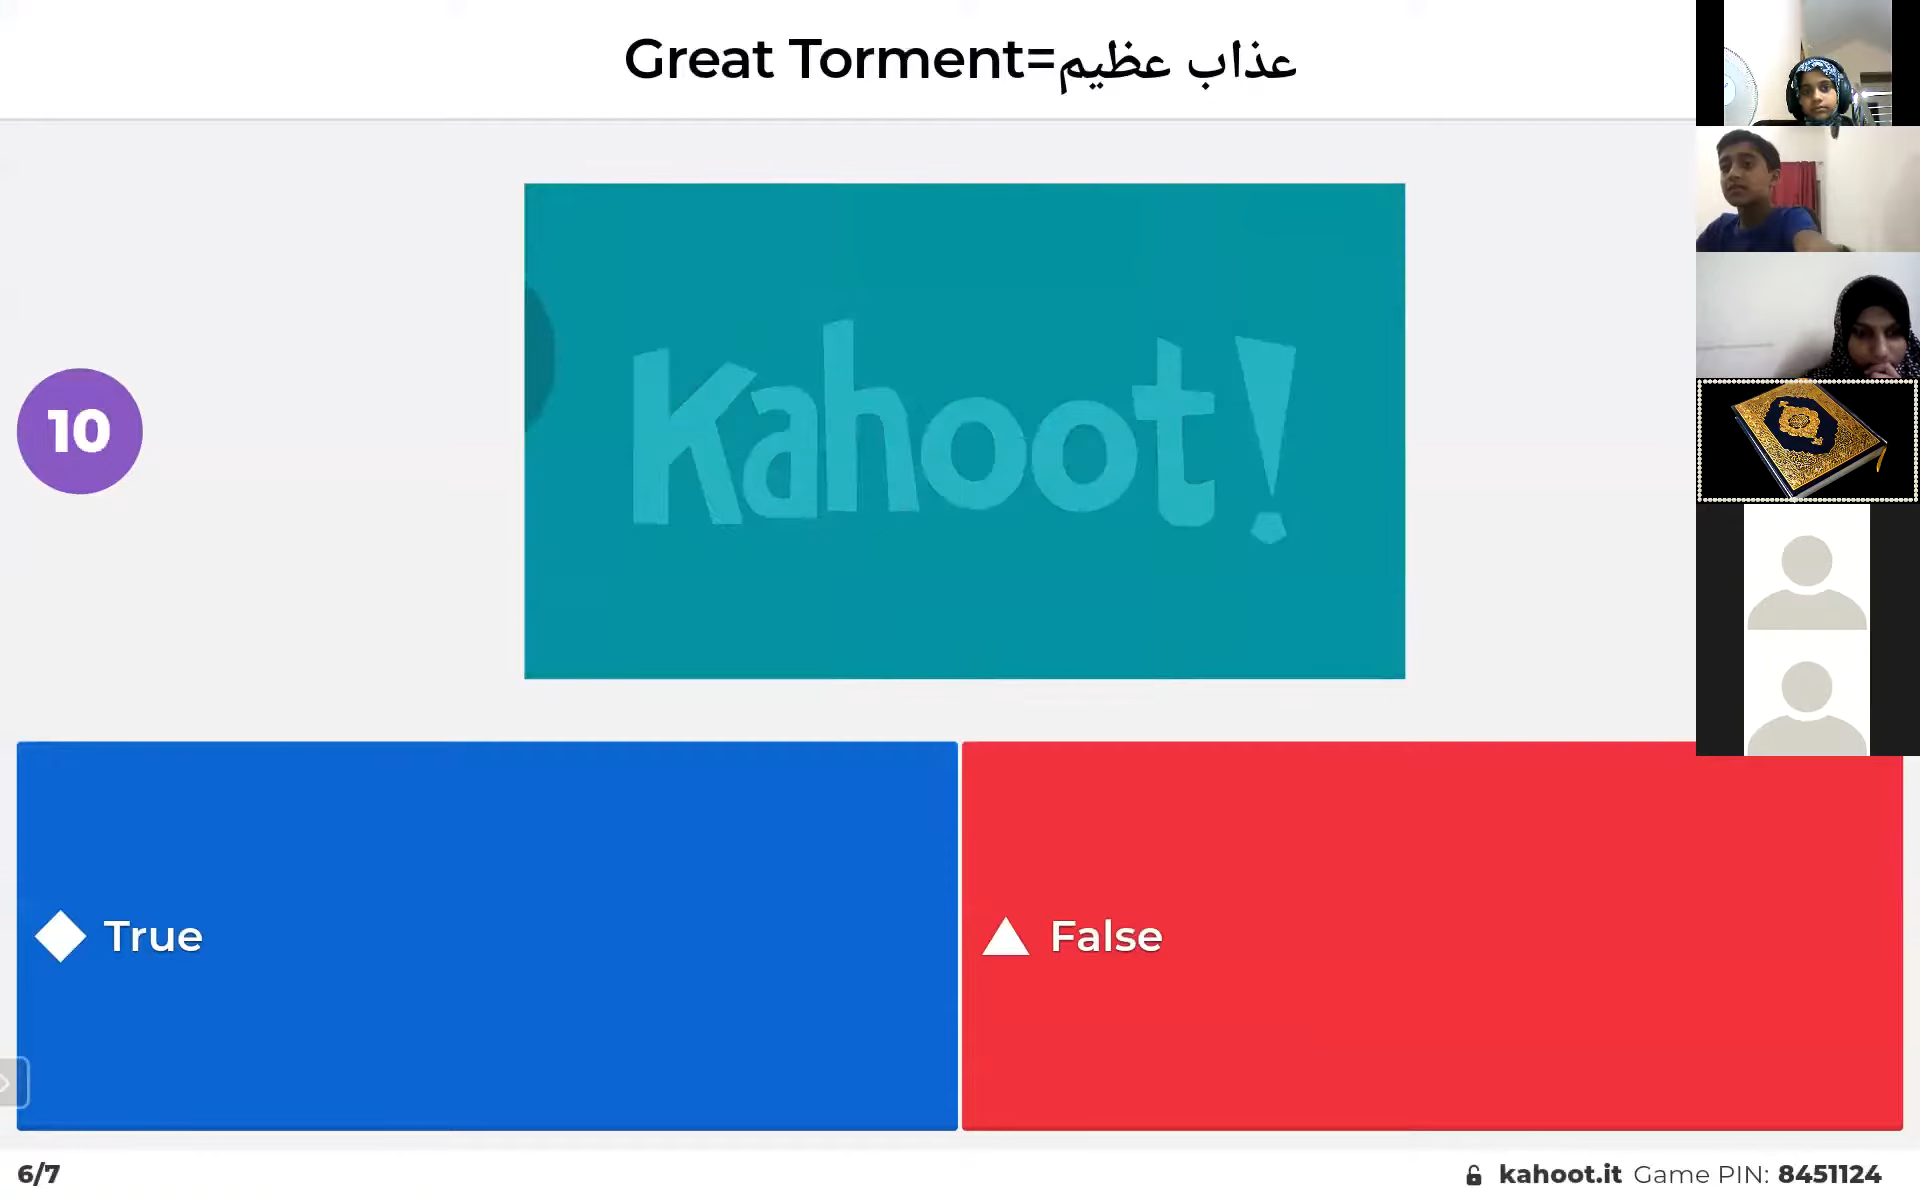 Great Torment=عذاب عظيم
10
Kahoot!
True
False
6/7
kahoot.it Game PIN: 8451124